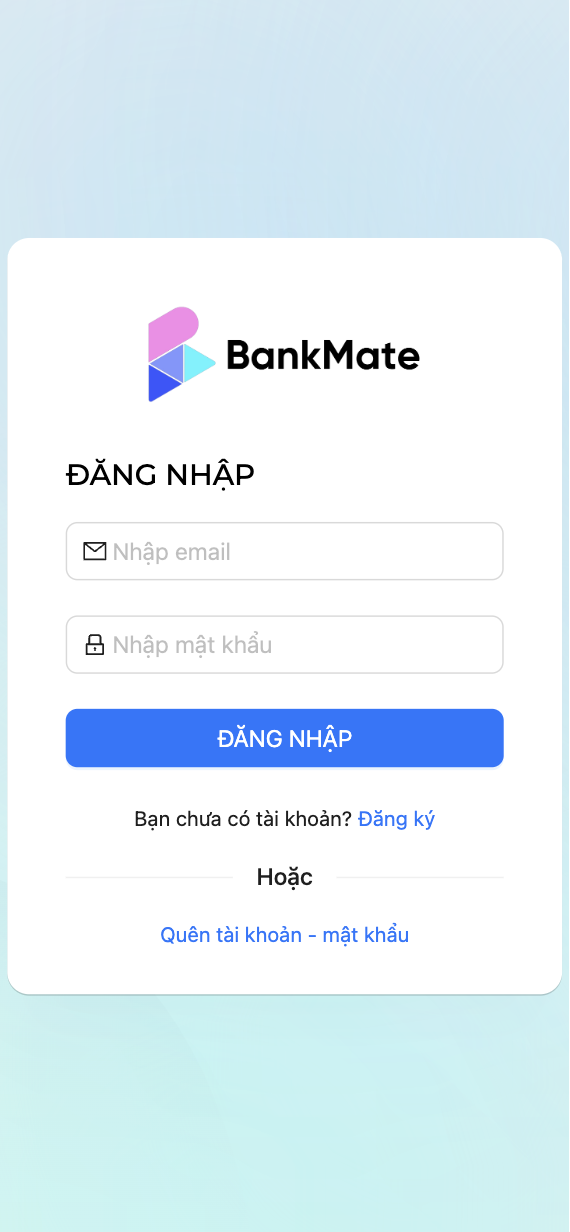 BankMate
ĐĂNG NHẬP
Nhập email
Nhập mật khẩu
ĐĂNG NHẬP
Bạn chưa có tài khoản? Đăng ký
Hoặc
Quên tài khoản - mật khẩu